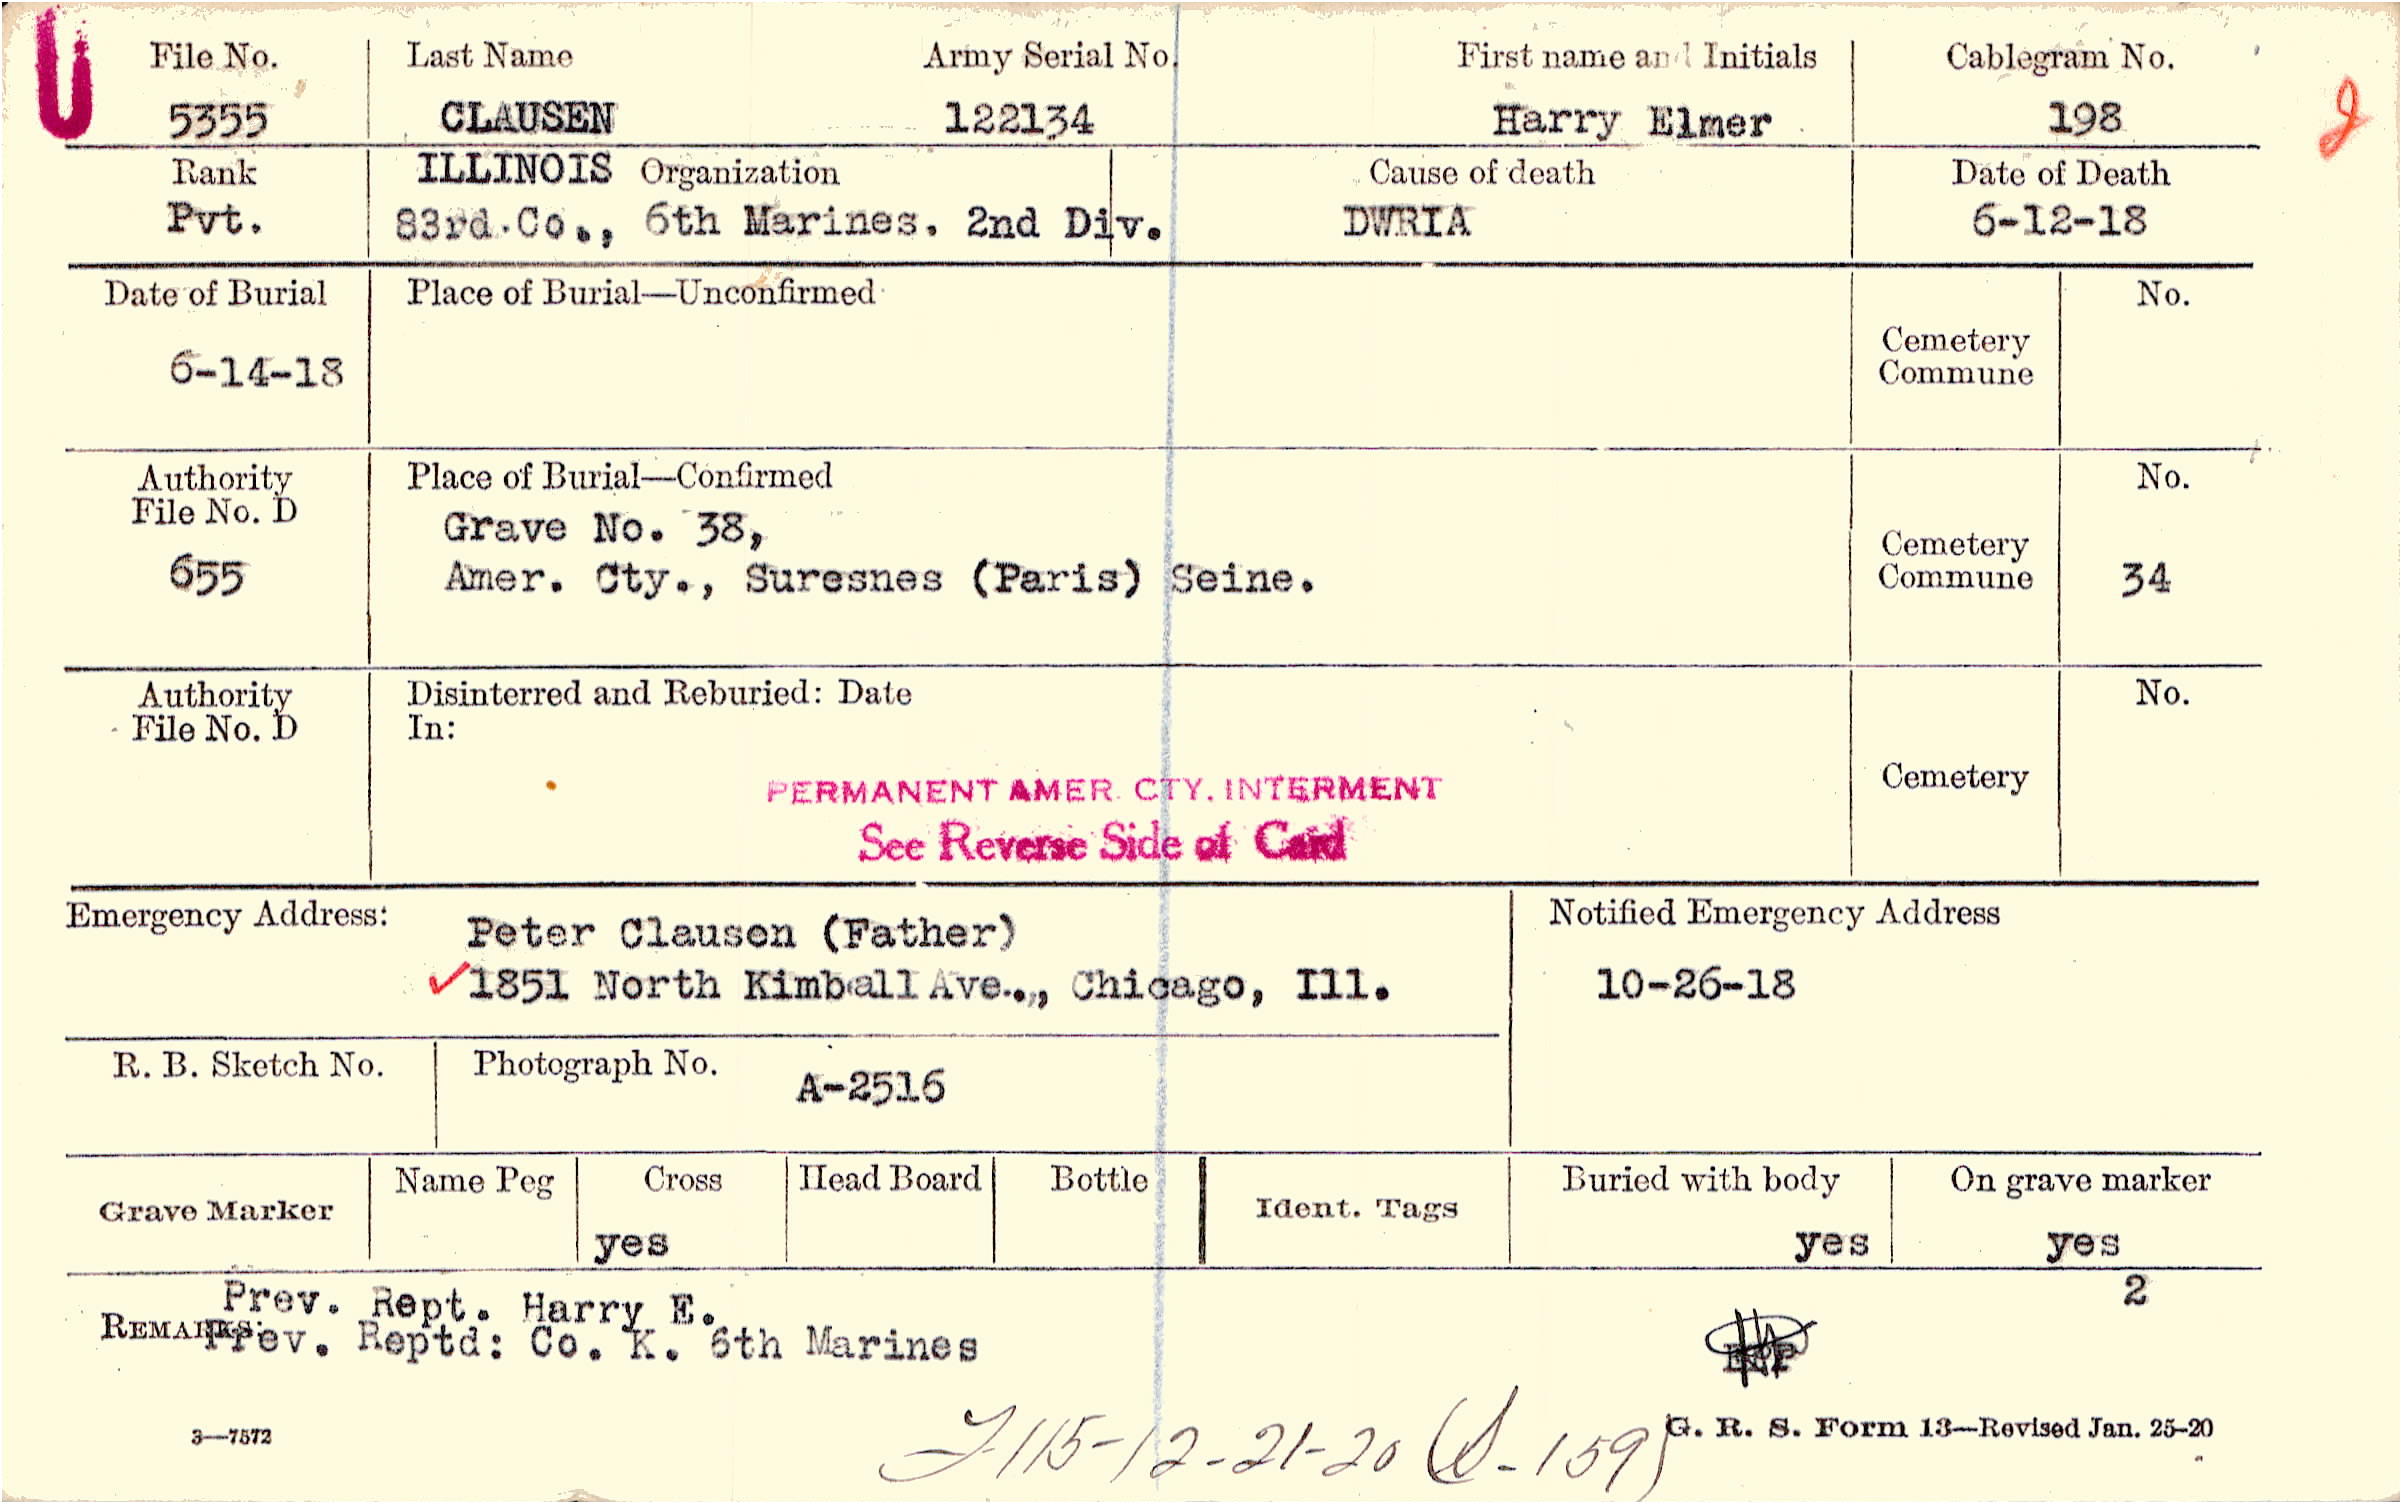 File No. Last Name Army Serial No. First name and Initials Cablegram No.
5355 CLAUSEN 122134 Harry Elmer 198
Rank ILLINOIS Organization Cause of death Date of Death
Pvt. 83rd Co., 6th Marines. 2nd Div. DWRIA 6-12-18
Date of Burial Place of Burial—Unconfirmed No.
Cemetery
Commune
6-14-18
Authority Place of Burial—Confirmed No.
File No. D
Grave No. 38,
Cemetery
655 Amer. Cty., Suresnes (Paris) Seine. Commune 34
Authority Disinterred and Reburied: Date No.
File No. D In:
Cemetery
PERMANENT AMER. CTY. INTERMENT
See Reverse Side of Card
Emergency Address: Notified Emergency Address
Peter Clausen (Father)
1851 North Kimball Ave., Chicago, Ill. 10-26-18
R. B. Sketch No. Photograph No.
A-2516
Name Peg Cross Head Board Bottle Buried with body On grave marker
Grave Marker Ident. Tags
yes yes yes
2
Prev. Rept. Harry E.
REMARKS:
Prev. Reptd: Co. K. 6th Marines
3—7572
G. R. S. Form 13—Revised Jan. 25-20
115-12-21-20
159)